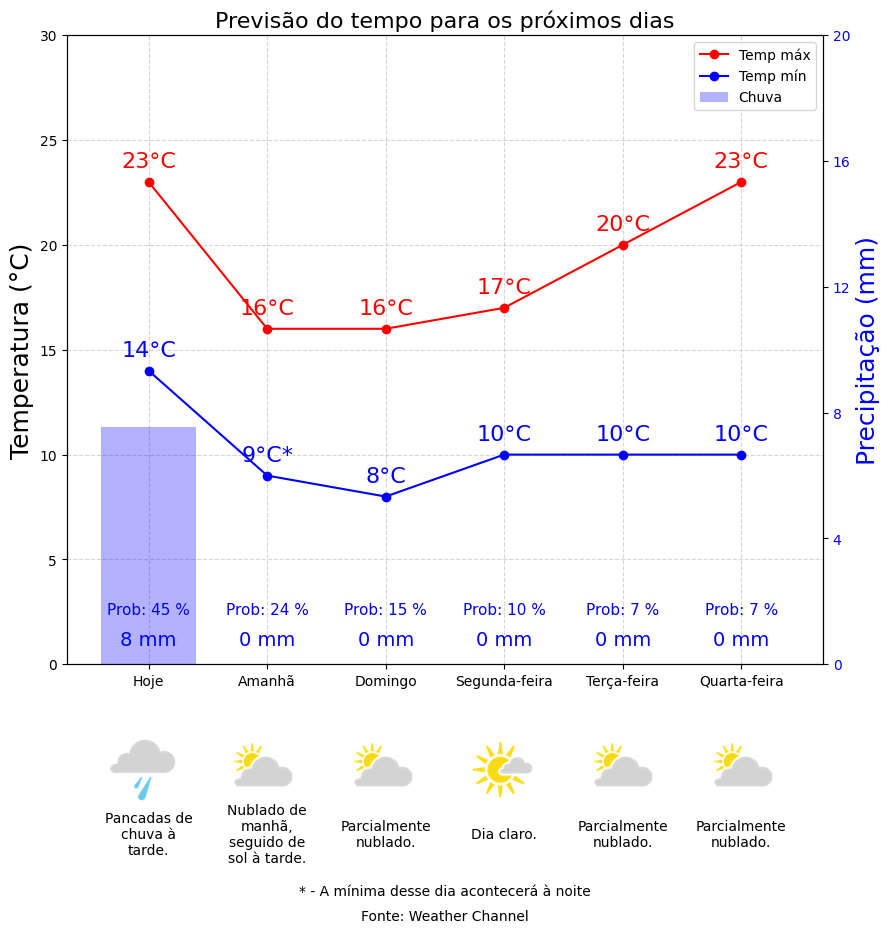 Previsão do tempo para os próximos dias
Temp máx
Temp mín
Chuva
30
25
20
15
10
5
0
Temperatura (°C)
20
16
12
8
4
0
Precipitação (mm)
23°C
16°C
16°C
17°C
20°C
23°C
14°C
9°C*
8°C
10°C
10°C
10°C
Prob: 45 %
Prob: 24 %
Prob: 15 %
Prob: 10 %
Prob: 7 %
Prob: 7 %
8 mm
0 mm
0 mm
0 mm
0 mm
0 mm
Hoje
Amanhã
Domingo
Segunda-feira
Terça-feira
Quarta-feira
Pancadas de
chuva à
tarde.
Nublado de
manhã,
seguido de
sol à tarde.
Parcialmente
nublado.
Dia claro.
Parcialmente
nublado.
Parcialmente
nublado.
* - A mínima desse dia acontecerá à noite
Fonte: Weather Channel